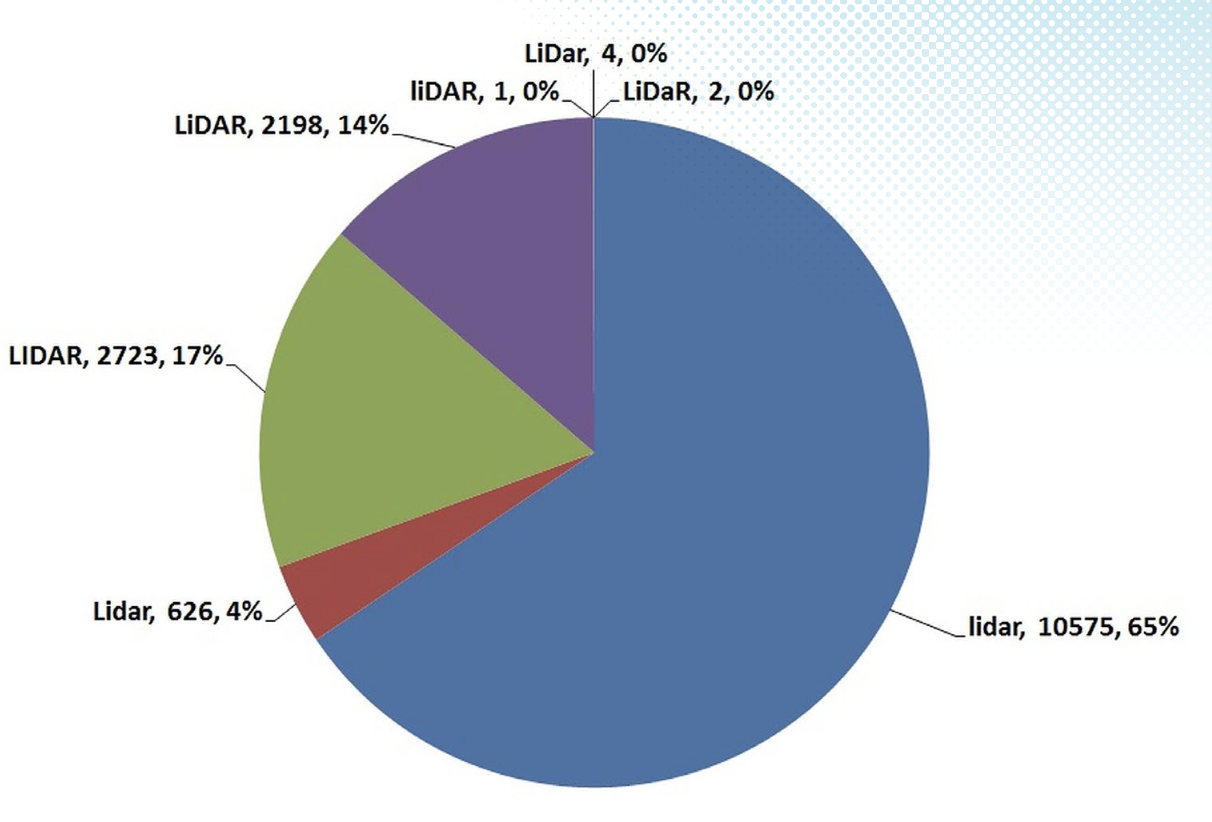 LiDar, 4, 0%
liDAR, 1, 0%
LiDaR, 2, 0%
LiDAR, 2198, 14%
LIDAR, 2723, 17%
Lidar, 626, 4%
lidar, 10575, 65%